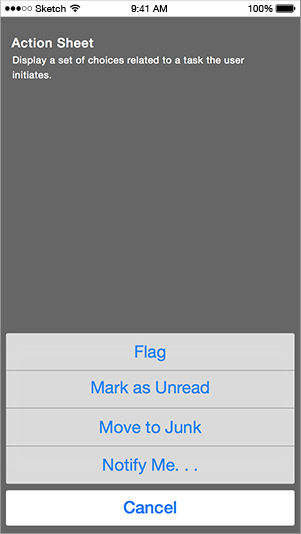 ●●●○○ Sketch 9:41 AM 100%
Action Sheet
Display a set of choices related to a task the user
initiates.
Flag
Mark as Unread
Move to Junk
Notify Me. . .
Cancel